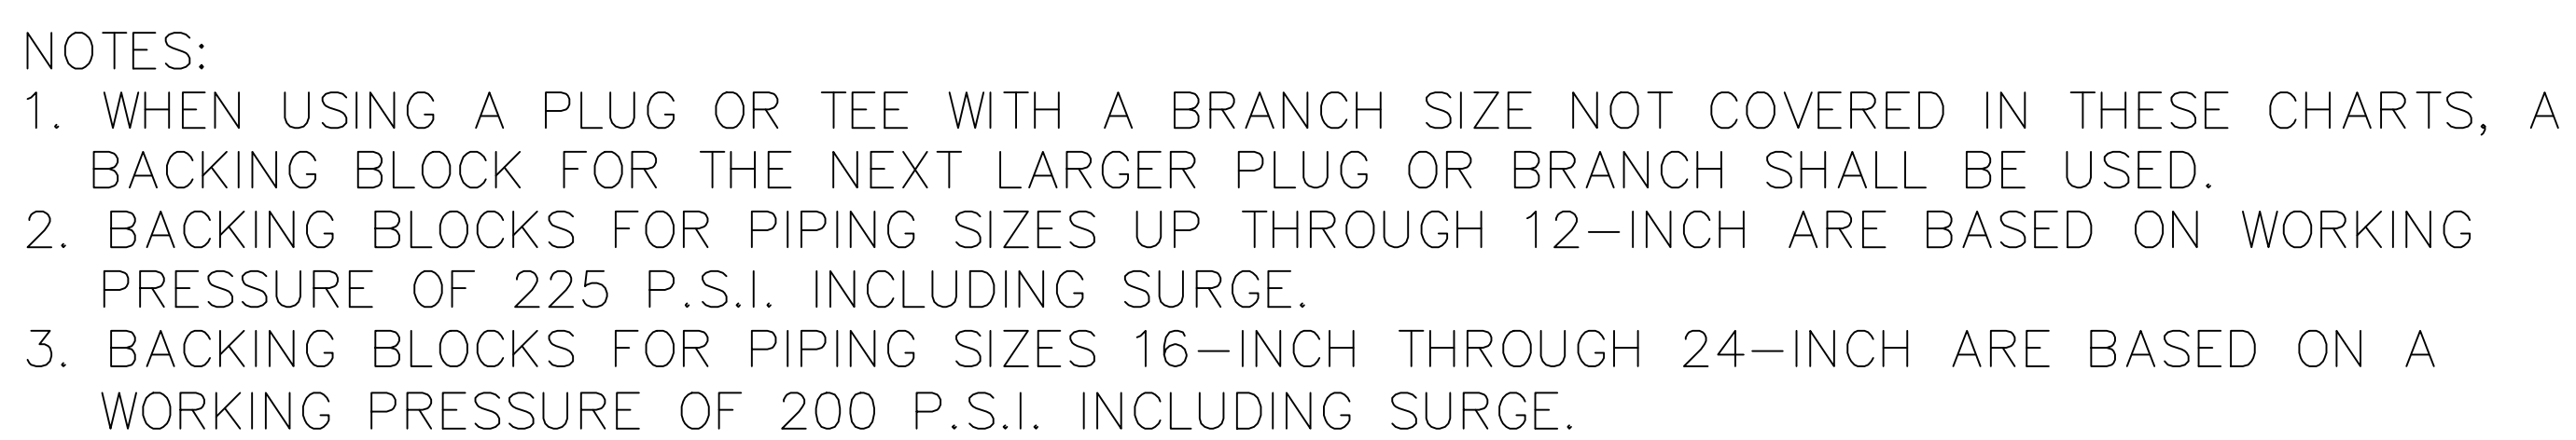 NOTES:
1. WHEN USING A PLUG OR TEE WITH A BRANCH SIZE NOT COVERED IN THESE CHARTS, A
BACKING BLOCK FOR THE NEXT LARGER PLUG OR BRANCH SHALL BE USED.
2. BACKING BLOCKS FOR PIPING SIZES UP THROUGH 12-INCH ARE BASED ON WORKING
PRESSURE OF 225 P.S.I. INCLUDING SURGE.
3. BACKING BLOCKS FOR PIPING SIZES 16-INCH THROUGH 24-INCH ARE BASED ON A
WORKING PRESSURE OF 200 P.S.I. INCLUDING SURGE.